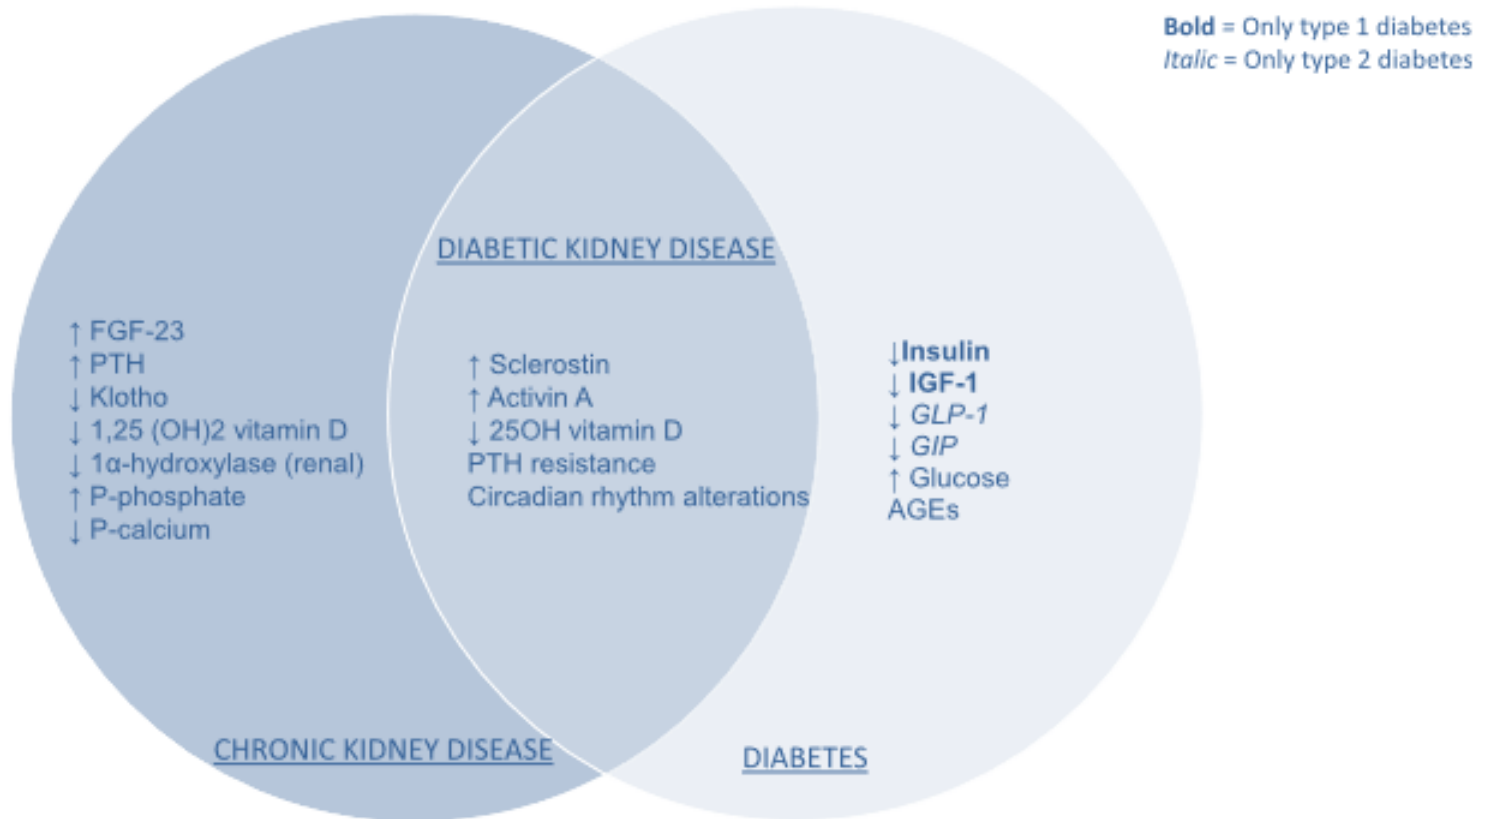 Bold = Only type 1 diabetes
Italic = Only type 2 diabetes
DIABETIC KIDNEY DISEASE
↑ FGF-23
↑ PTH
↓ Klotho
↓ 1,25 (OH)2 vitamin D
↓ 1α-hydroxylase (renal)
↑ P-phosphate
↓ P-calcium
↑ Sclerostin
↑ Activin A
↓ 25OH vitamin D
PTH resistance
Circadian rhythm alterations
↓Insulin
↓ IGF-1
↓ GLP-1
↓ GIP
↑ Glucose
AGEs
CHRONIC KIDNEY DISEASE
DIABETES